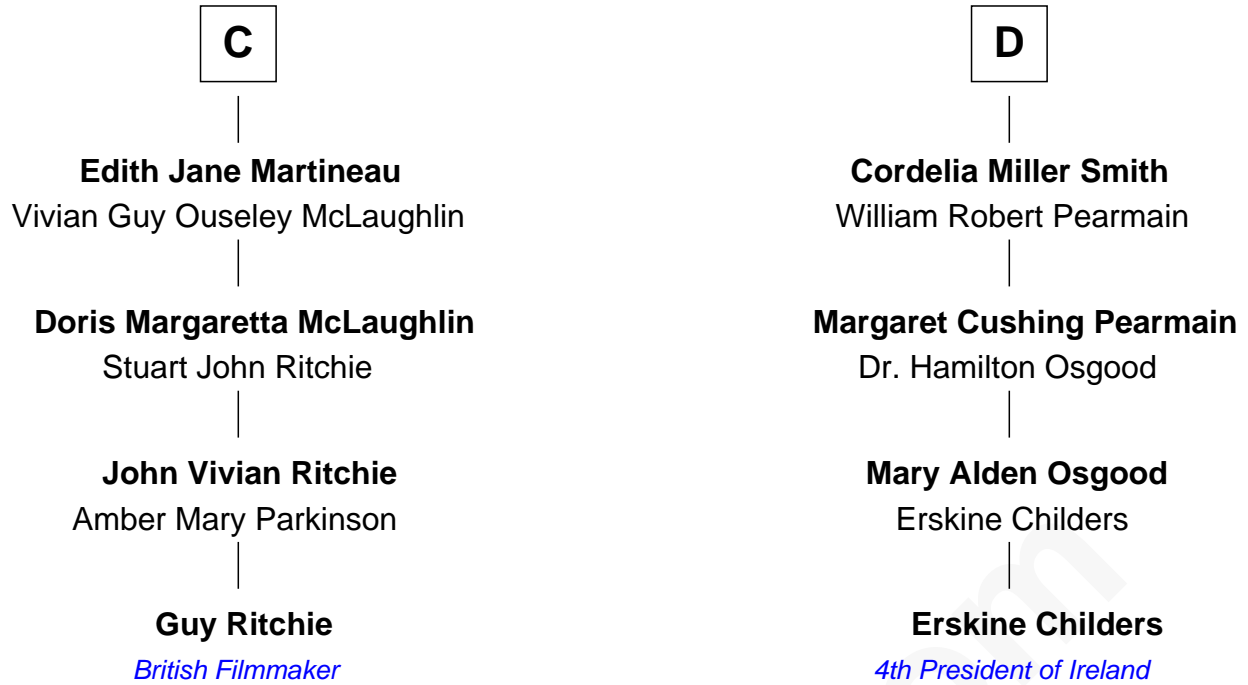 C
Edith Jane Martineau
Vivian Guy Ouseley McLaughlin
Doris Margaretta McLaughlin
Stuart John Ritchie
John Vivian Ritchie
Amber Mary Parkinson
Guy Ritchie
British Filmmaker
D
Cordelia Miller Smith
William Robert Pearmain
Margaret Cushing Pearmain
Dr. Hamilton Osgood
Mary Alden Osgood
Erskine Childers
Erskine Childers
4th President of Ireland